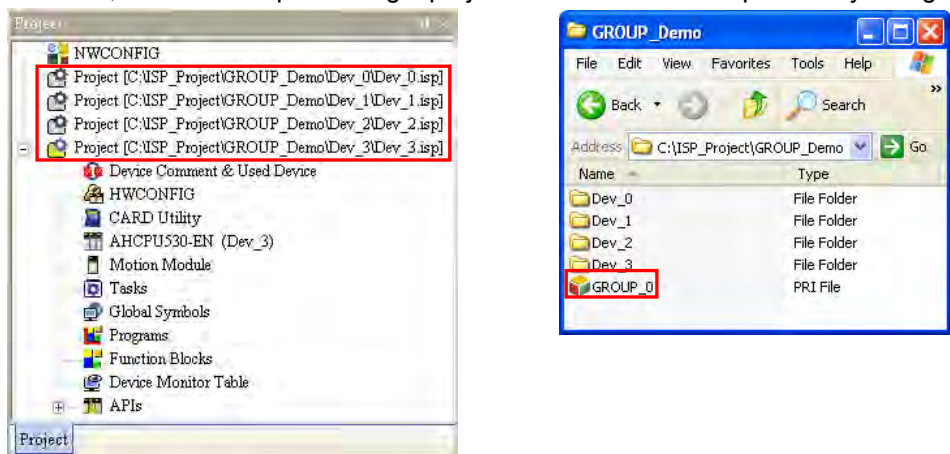 Project
NWCONFIG
Project [C:\ISP_Project\GROUP_Demo\Dev_0\Dev_0.isp]
Project [C:\ISP_Project\GROUP_Demo\Dev_1\Dev_1.isp]
Project [C:\ISP_Project\GROUP_Demo\Dev_2\Dev_2.isp]
Project [C:\ISP_Project\GROUP_Demo\Dev_3\Dev_3.isp]
Device Comment & Used Device
HWCONFIG
CARD Utility
AHCPU530-EN (Dev_3)
Motion Module
Tasks
Global Symbols
Programs
Function Blocks
Device Monitor Table
APIs
Project
GROUP_Demo
File Edit View Favorites Tools Help
Back Search
Address C:\ISP_Project\GROUP_Demo Go
Name Type
Dev_0 File Folder
Dev_1 File Folder
Dev_2 File Folder
Dev_3 File Folder
GROUP_0 PRI File